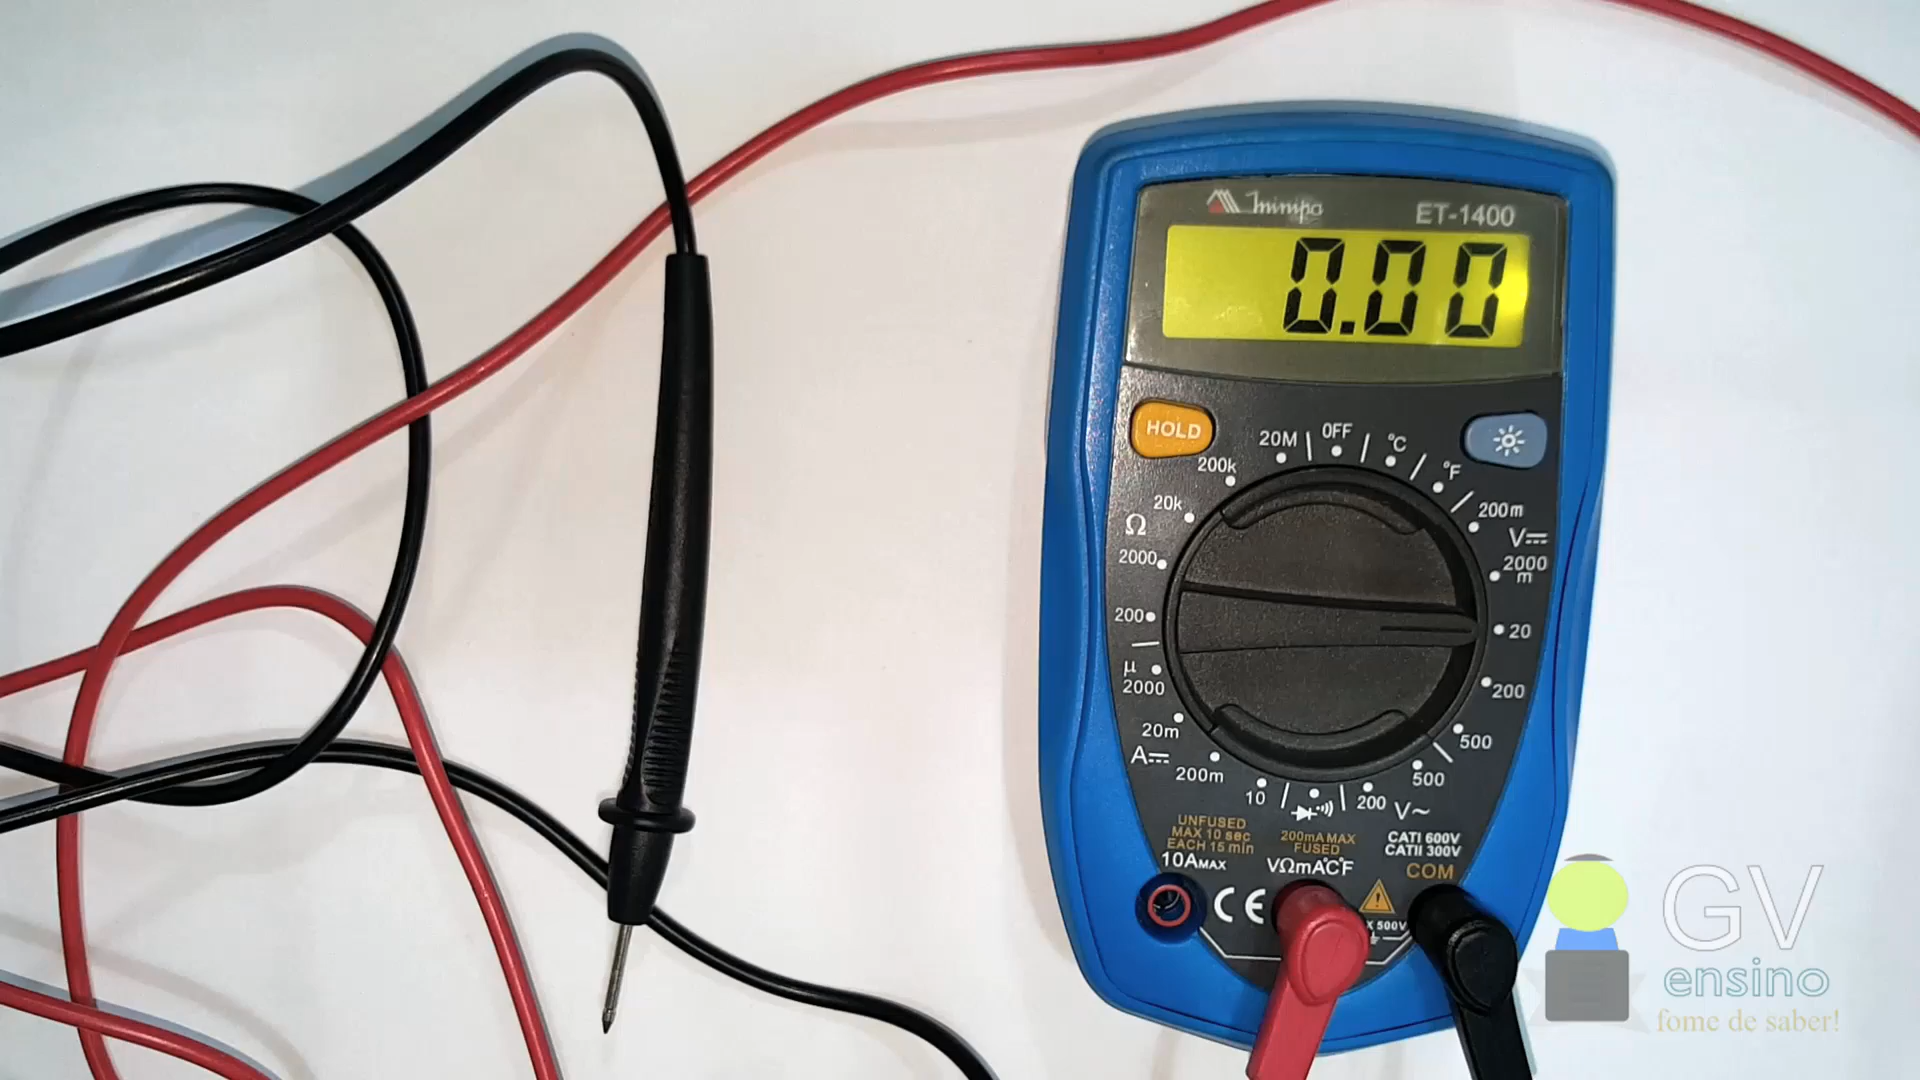 minipa
ET-1400
0.00
HOLD
20M
OFF
°C
°F
200k
20k
Ω
2000
200
μ
2000
20m
A⎓
200m
10
200m
V⎓
2000
m
20
200
500
500
200
V~
UNFUSED
MAX 10 sec
EACH 15 min
10AMAX
200mA MAX
FUSED
VΩmA°C°F
CATI 600V
CATII 300V
COM
CE
X 500V
GV
ensino
fome de saber!